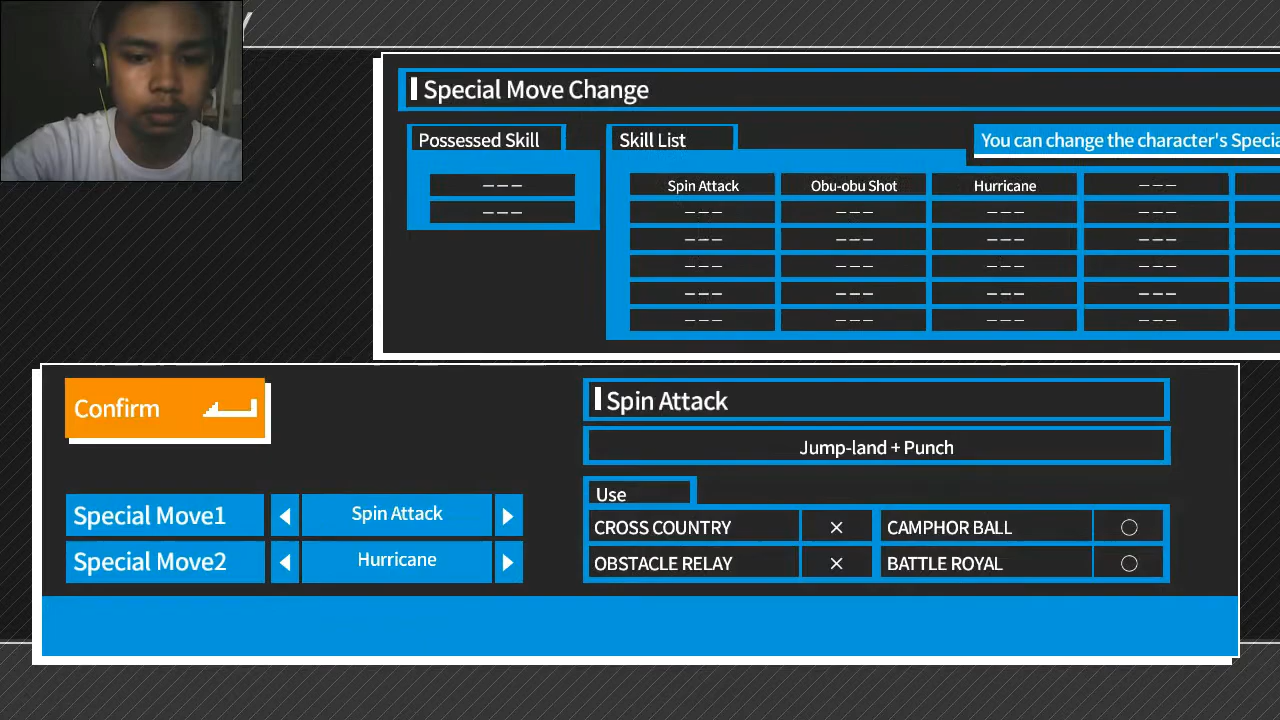 Special Move Change
Possessed Skill
Skill List
You can change the character's Specia
– – –
– – –
Spin Attack Obu-obu Shot Hurricane – – –
– – – – – – – – – – – –
– – – – – – – – – – – –
– – – – – – – – – – – –
– – – – – – – – – – – –
– – – – – – – – – – – –
Confirm
Special Move1 Spin Attack
Special Move2 Hurricane
Spin Attack
Jump-land + Punch
Use
CROSS COUNTRY × CAMPHOR BALL ○
OBSTACLE RELAY × BATTLE ROYAL ○